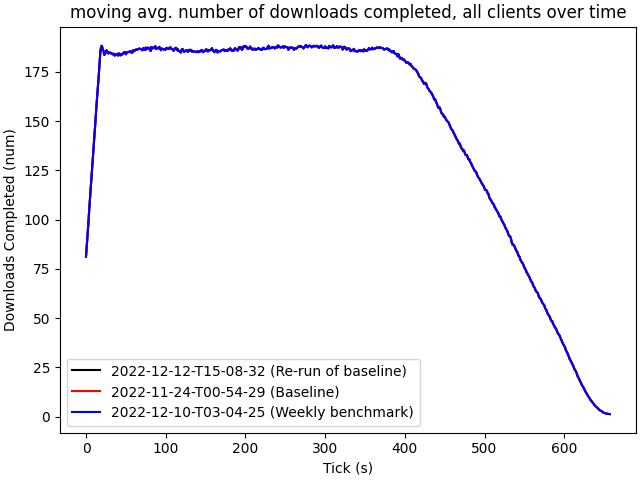 moving avg. number of downloads completed, all clients over time
Downloads Completed (num)
175
150
125
100
75
50
25
0
2022-12-12-T15-08-32 (Re-run of baseline)
2022-11-24-T00-54-29 (Baseline)
2022-12-10-T03-04-25 (Weekly benchmark)
0 100 200 300 400 500 600
Tick (s)